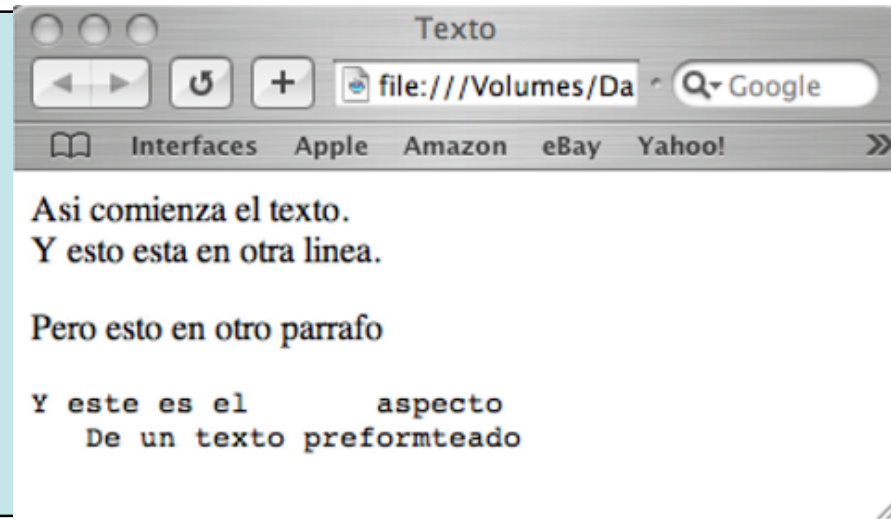 Texto
file:///Volumes/Da
Google
Interfaces Apple Amazon eBay Yahoo!
Asi comienza el texto.
Y esto esta en otra linea.
Pero esto en otro parrafo
Y este es el       aspecto
   De un texto preformteado